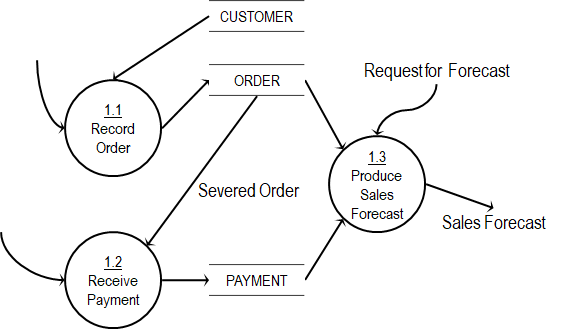 CUSTOMER
ORDER
Request for Forecast
1.1
Record
Order
1.3
Produce
Sales
Forecast
Severed Order
Sales Forecast
1.2
Receive
Payment
PAYMENT